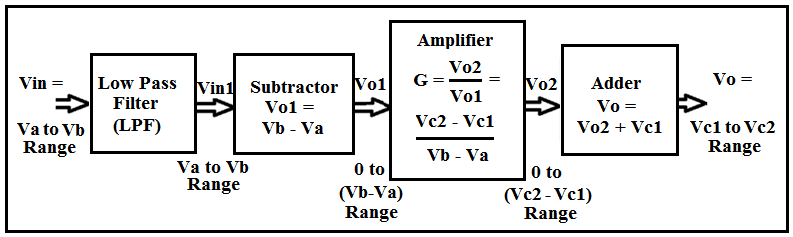 Vin =
Va to Vb
Range
Low Pass
Filter
(LPF)
Vin1
Va to Vb
Range
Subtractor
Vo1 =
Vb - Va
Vo1
0 to
(Vb-Va)
Range
Amplifier
G = Vo2 =
Vo1
Vc2 - Vc1
Vb - Va
Vo2
0 to
(Vc2 - Vc1)
Range
Adder
Vo =
Vo2 + Vc1
Vo =
Vc1 to Vc2
Range